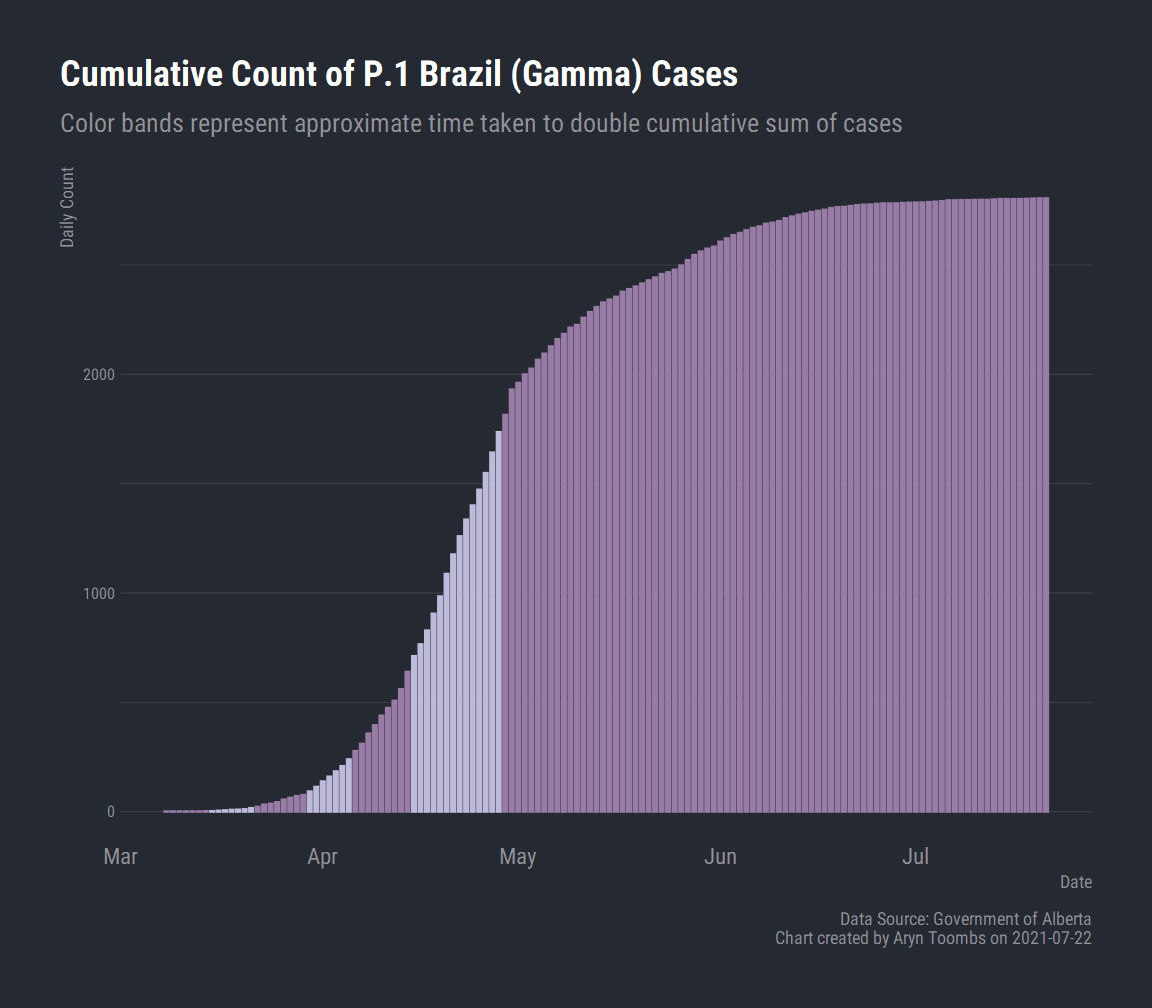 Cumulative Count of P.1 Brazil (Gamma) Cases
Color bands represent approximate time taken to double cumulative sum of cases
Daily Count
2000
1000
0
Mar Apr May Jun Jul
Date
Data Source: Government of Alberta
Chart created by Aryn Toombs on 2021-07-22